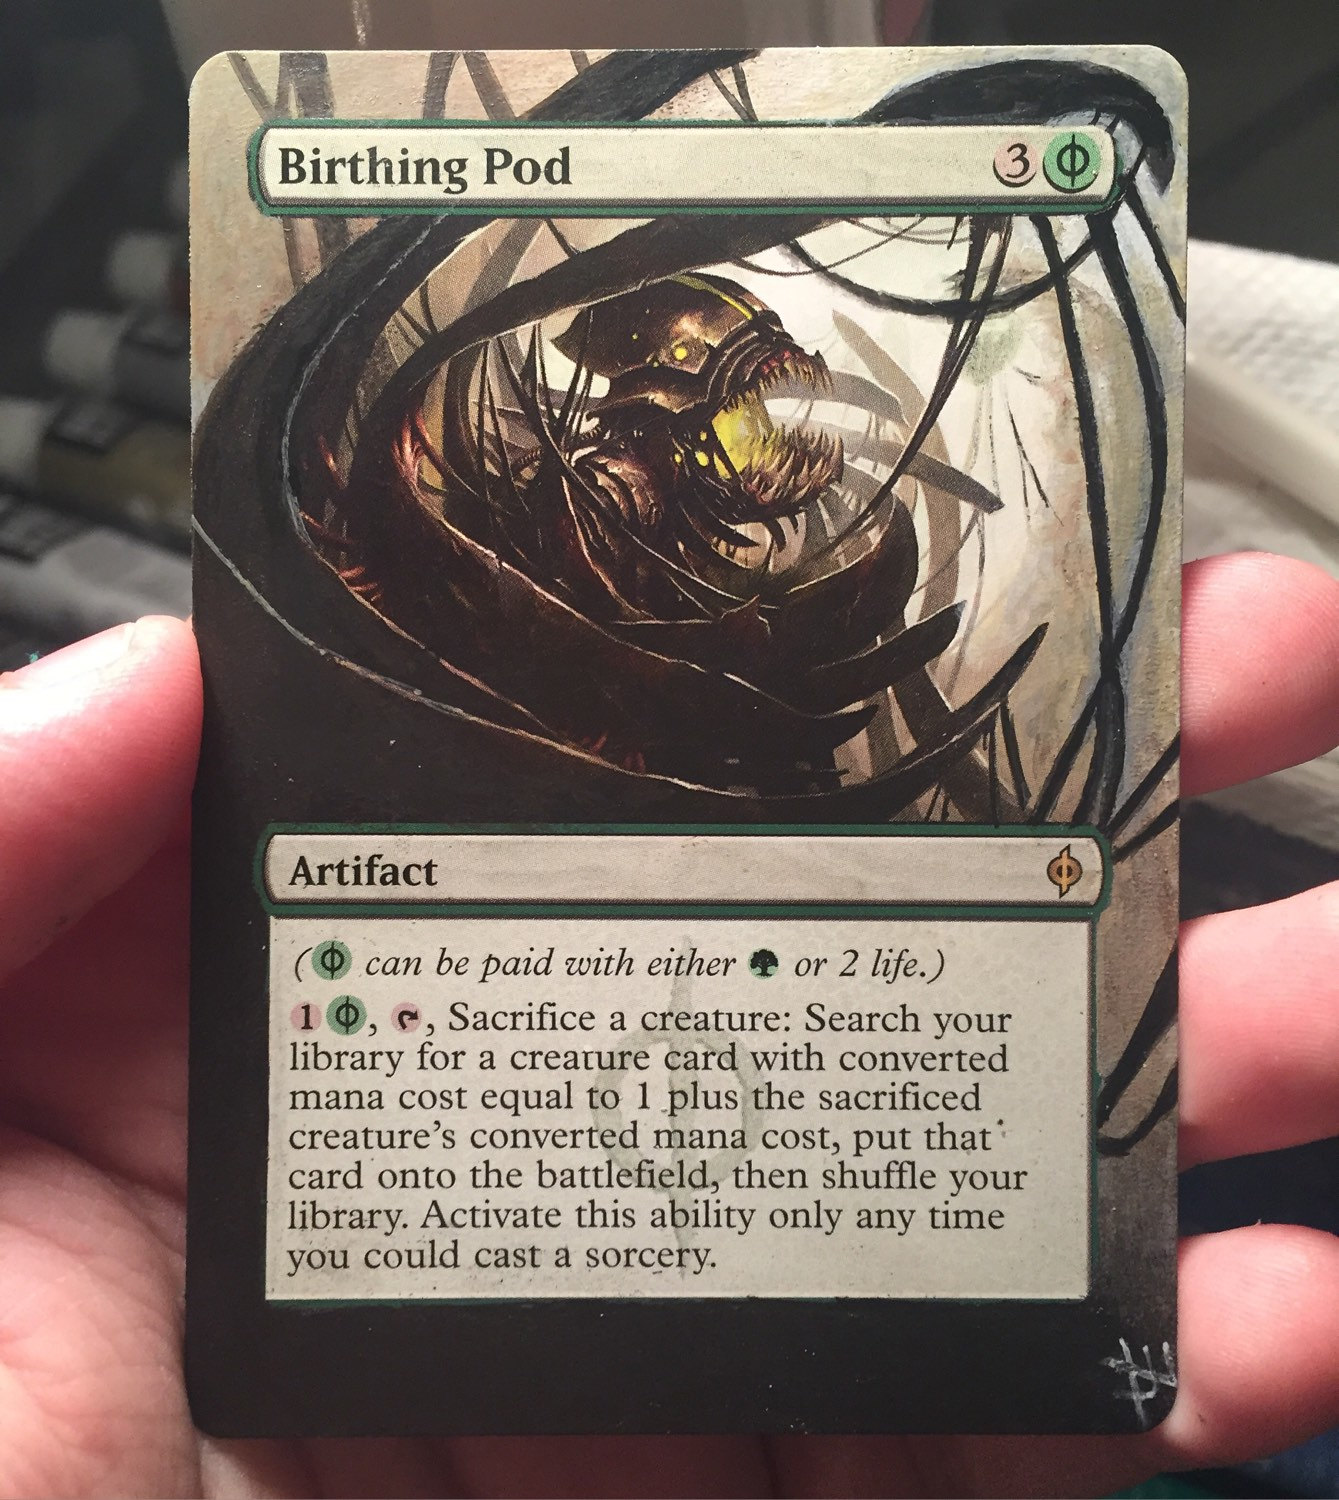 Birthing Pod 3
Artifact
( can be paid with either or 2 life.)
1 , , Sacrifice a creature: Search your
library for a creature card with converted
mana cost equal to 1 plus the sacrificed
creature's converted mana cost, put that
card onto the battlefield, then shuffle your
library. Activate this ability only any time
you could cast a sorcery.